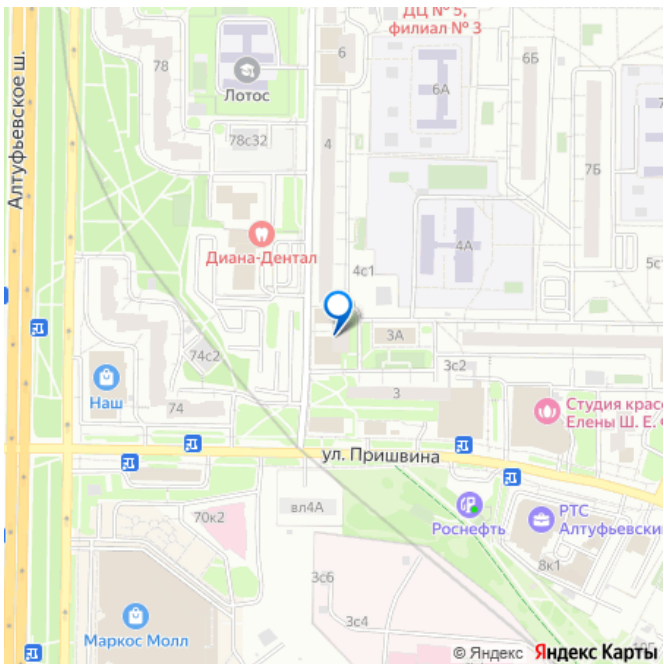 ДЦ № 5,
филиал № 3
Алтуфьевское ш.
78
Лотос
6
6Б
6А
78с32
4
7Б
Диана-Дентал
4А
4с1
5с1
3А
74с2
3с2
Наш
74
3
Студия крас
Елены Ш. Е. Ф
ул. Пришвина
70к2
вл4А
Роснефть
РТС
Алтуфьевски
8к1
3с6
3с4
Маркос Молл
© Яндекс Яндекс Карты